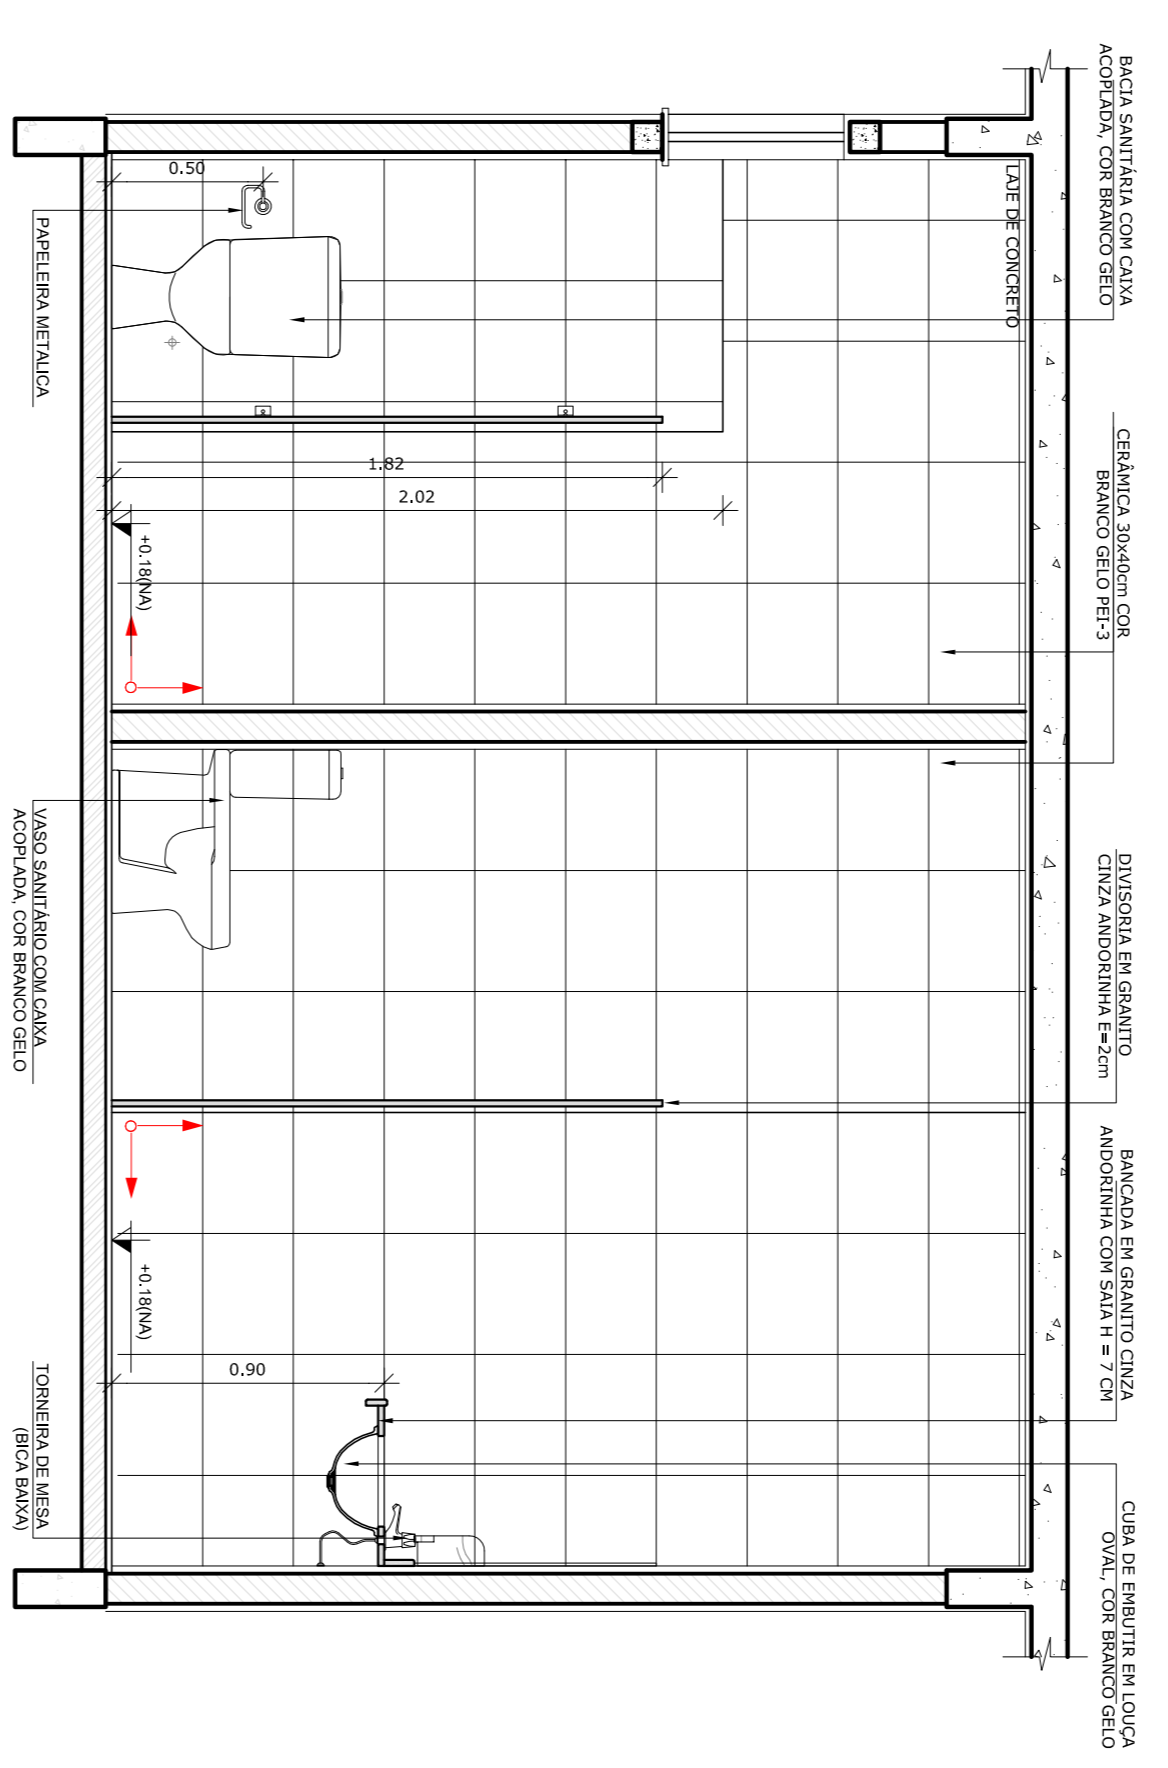 BACIA SANITÁRIA COM CAIXA
ACOPLADA, COR BRANCO GELO
CERÂMICA 30x40cm COR
BRANCO GELO PEI-3
DIVISORIA EM GRANITO
CINZA ANDORINHA E=2cm
BANCADA EM GRANITO CINZA
ANDORINHA COM SAIA H = 7 CM
CUBA DE EMBUTIR EM LOUÇA
OVAL, COR BRANCO GELO
LAJE DE CONCRETO
0.50
1.82
2.02
+0.18(NA)
+0.18(NA)
0.90
PAPELEIRA METALICA
VASO SANITÁRIO COM CAIXA
ACOPLADA, COR BRANCO GELO
TORNEIRA DE MESA
(BICA BAIXA)